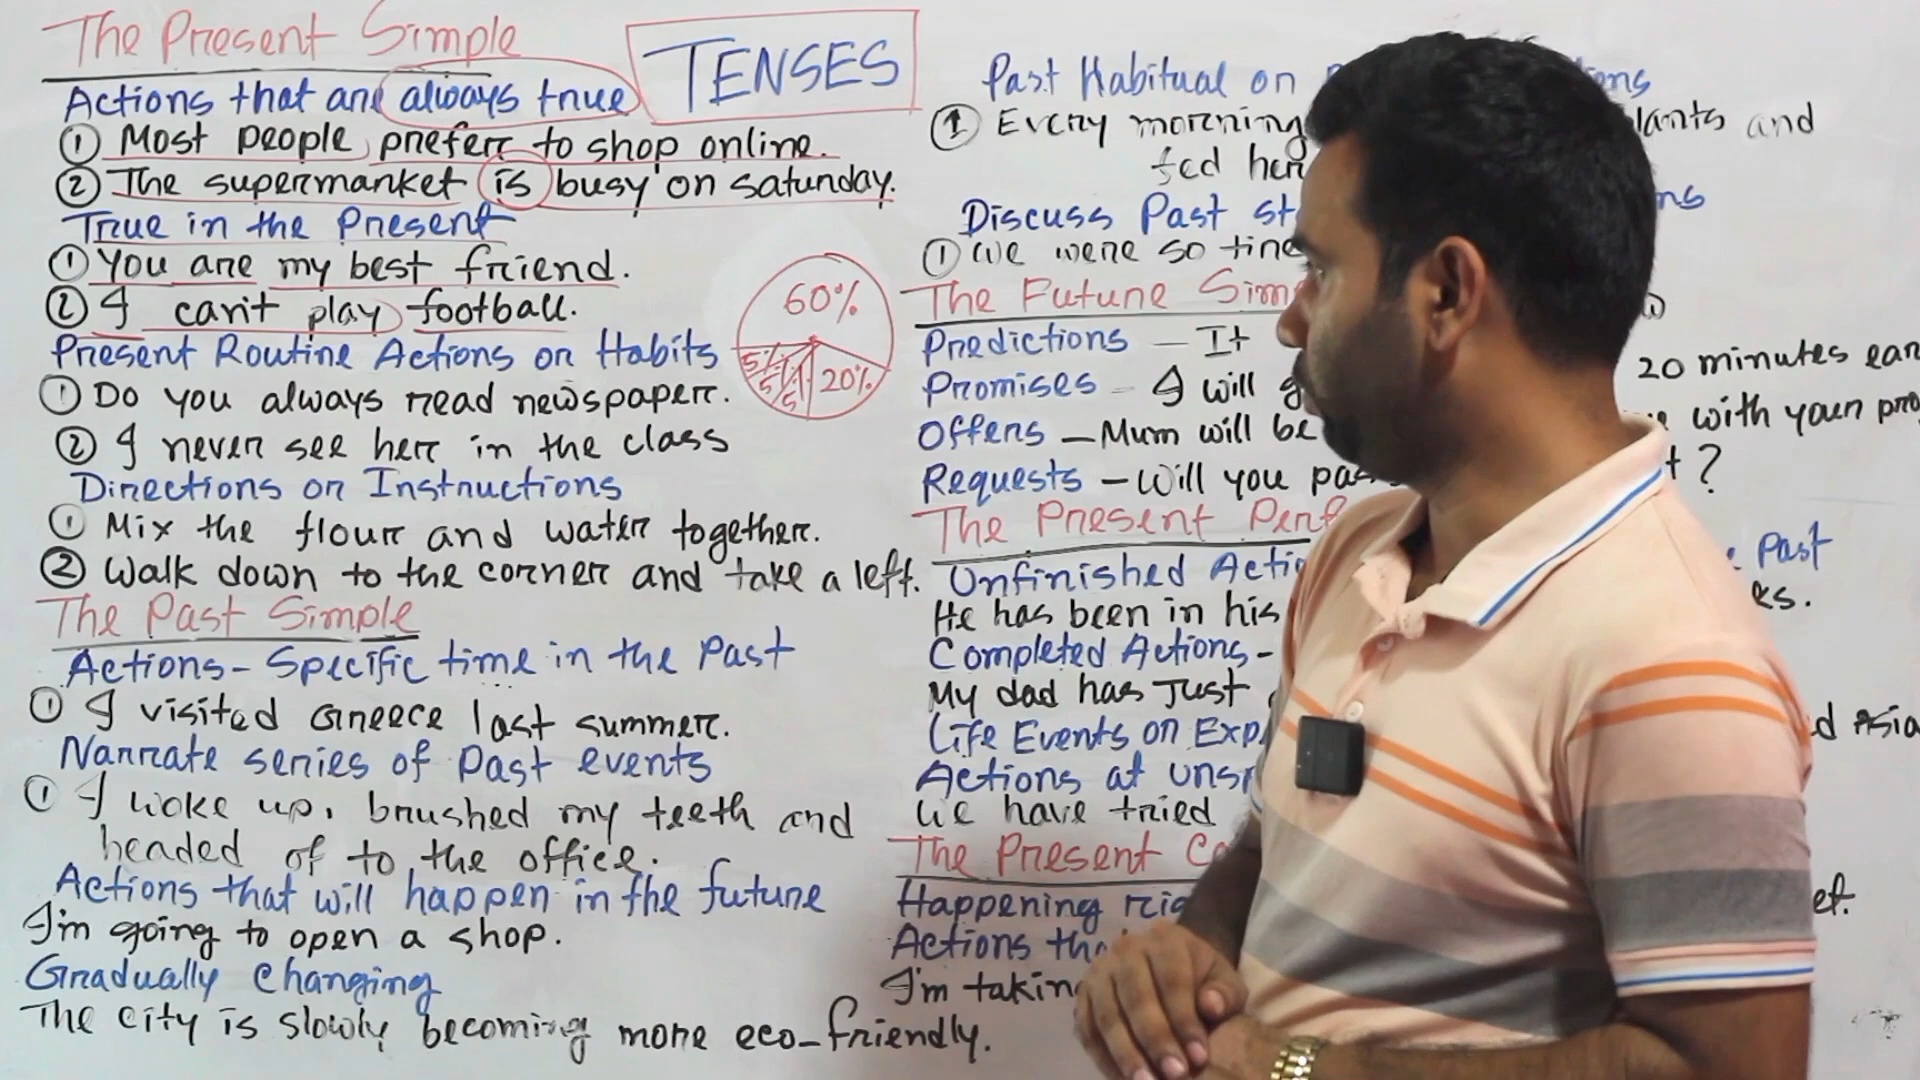 The Present Simple
TENSES
Actions that are always true
① Most people prefer to shop online.
② The supermarket is busy on saturday.
True in the Present
① You are my best friend.
② I can't play football.
Present Routine Actions or Habits
① Do you always read newspaper.
② I never see her in the class
Directions or Instructions
① Mix the flour and water together.
② Walk down to the corner and take a left.
The Past Simple
Actions - Specific time in the Past
① I visited Greece last summer.
Narrate series of Past events
① I woke up, brushed my teeth and
headed of to the office.
Actions that will happen in the future
I'm going to open a shop.
Gradually Changing
The city is slowly becoming more eco-friendly.
60%
5%
5%
5%
20%
Past Habitual or
① Every morning and
fed her
Discuss Past
① We were so
The Future
Predictions - It
Promises - I will 20 minutes
Offers - Mum will be with your
Requests - Will you ?
The Present
Unfinished Past
He has been in his
Completed Actions -
My dad has Just
Life Events or Asia
Actions at
We have tried
The Present
Happening
Actions
I'm